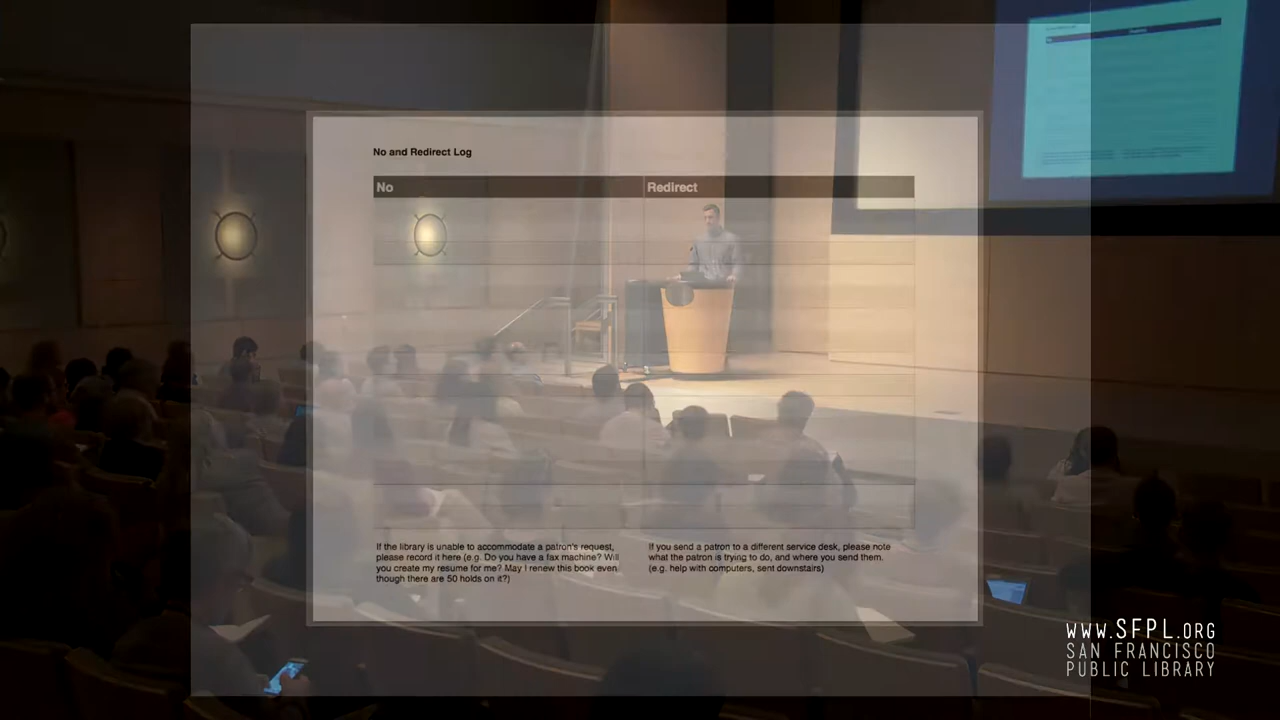 No and Redirect Log
No
Redirect
If the library is unable to accommodate a patron's request,
please record it here (e.g. Do you have a fax machine? Will
you create my resume for me? May I renew this book even
though there are 50 holds on it?)
If you send a patron to a different service desk, please note
what the patron is trying to do, and where you send them.
(e.g. help with computers, sent downstairs)
WWW.SFPL.ORG
SAN FRANCISCO
PUBLIC LIBRARY